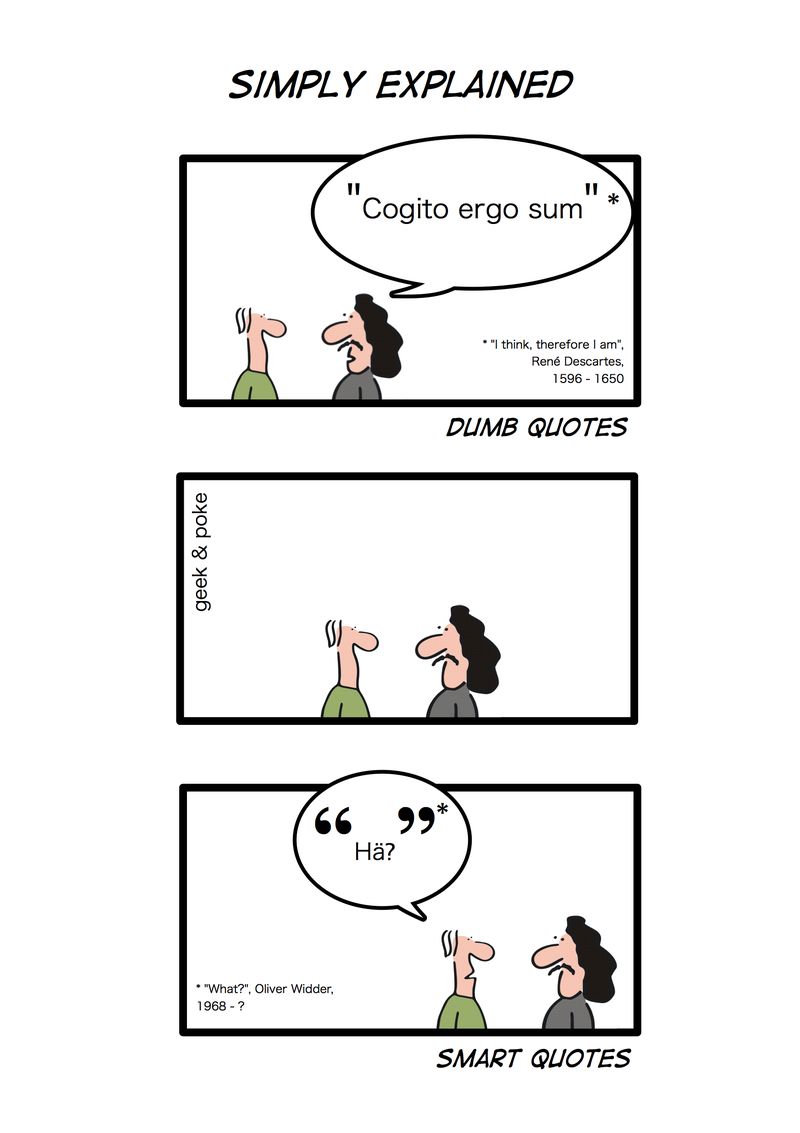 SIMPLY EXPLAINED
"Cogito ergo sum" *
* "I think, therefore I am",
René Descartes,
1596 - 1650
DUMB QUOTES
geek & poke
“ ”*
Hä?
* "What?", Oliver Widder,
1968 - ?
SMART QUOTES